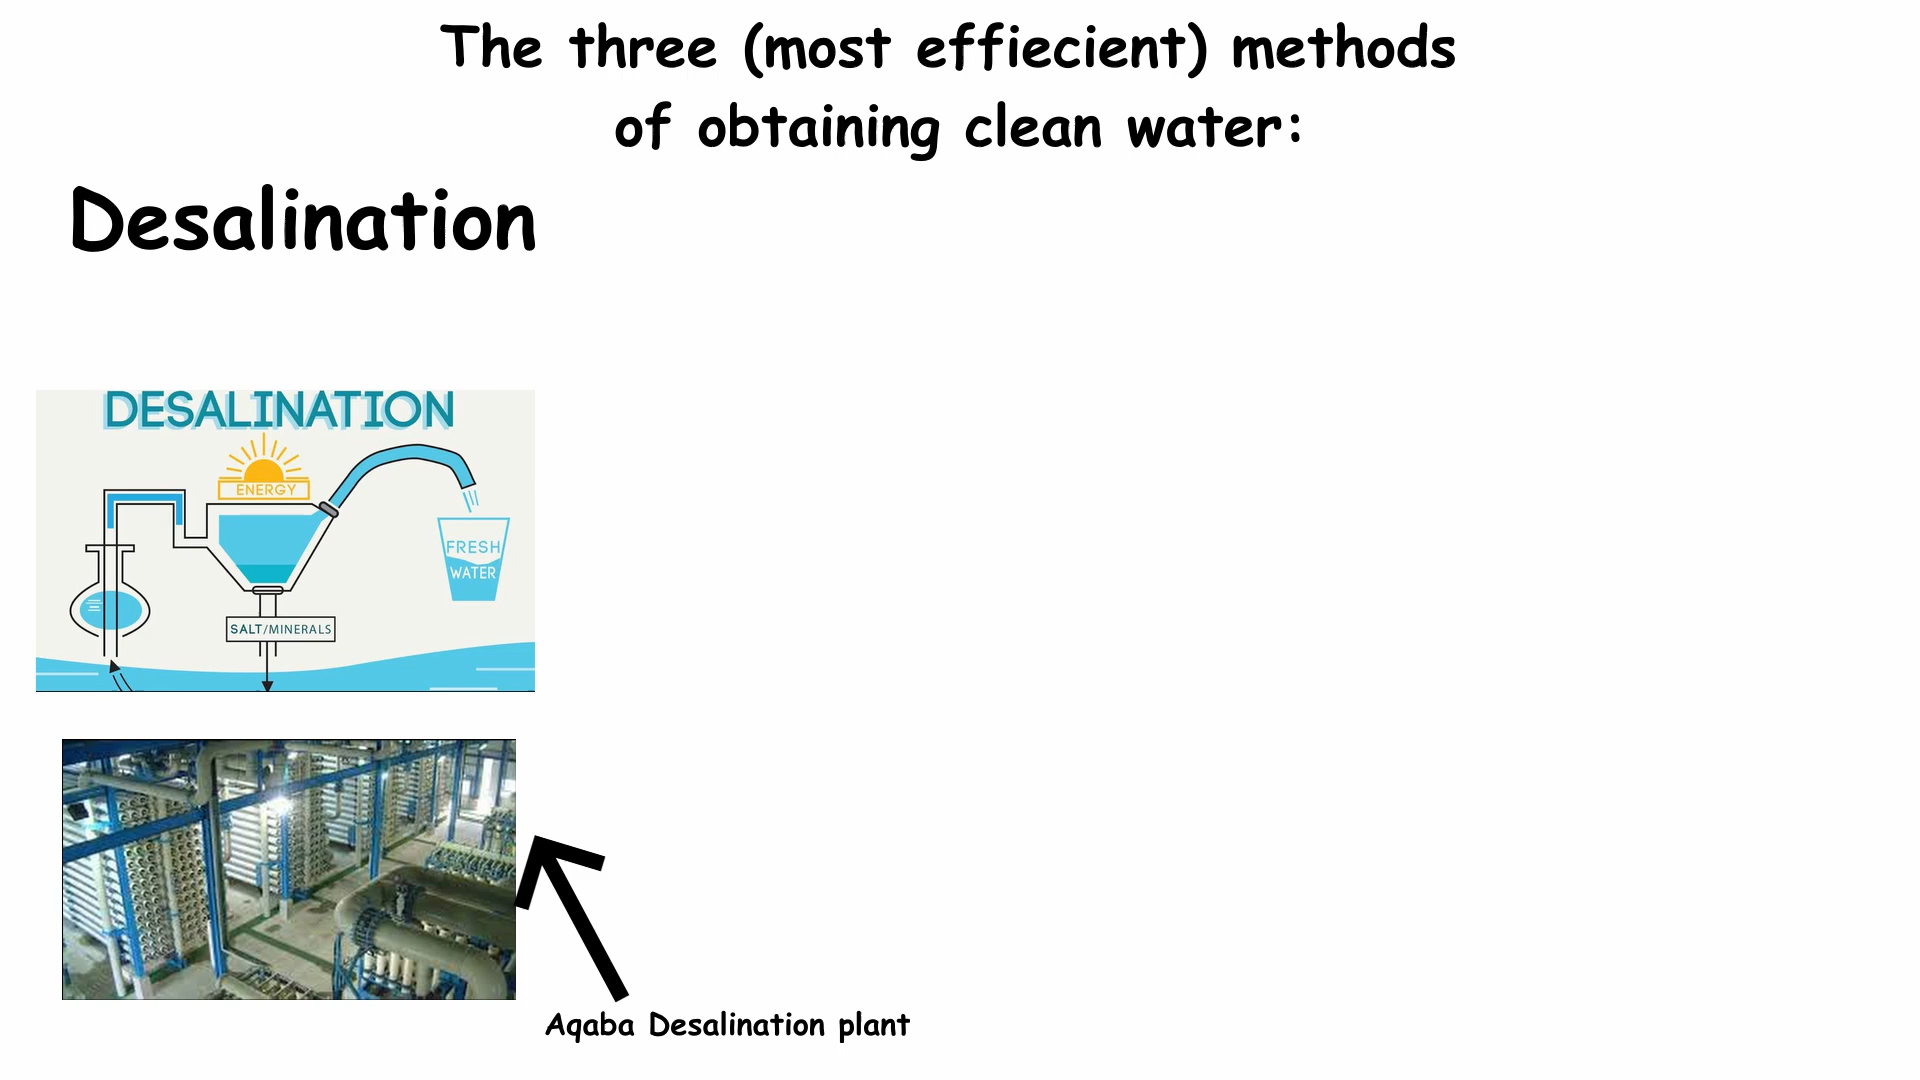 The three (most effiecient) methods
of obtaining clean water:
Desalination
DESALINATION
ENERGY
FRESH
WATER
SALT/MINERALS
Aqaba Desalination plant